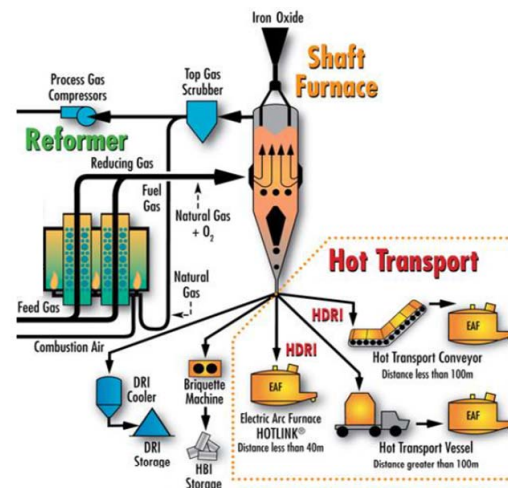 Iron Oxide
Shaft
Furnace
Process Gas
Compressors
Top Gas
Scrubber
Reformer
Reducing Gas
Fuel
Gas
Natural Gas
+ O₂
Natural
Gas
Feed Gas
Combustion Air
Hot Transport
HDRI
EAF
Hot Transport Conveyor
Distance less than 100m
HDRI
EAF
Electric Arc Furnace
HOTLINK®
Distance less than 40m
EAF
Hot Transport Vessel
Distance greater than 100m
DRI
Cooler
DRI
Storage
Briquette
Machine
HBI
Storage